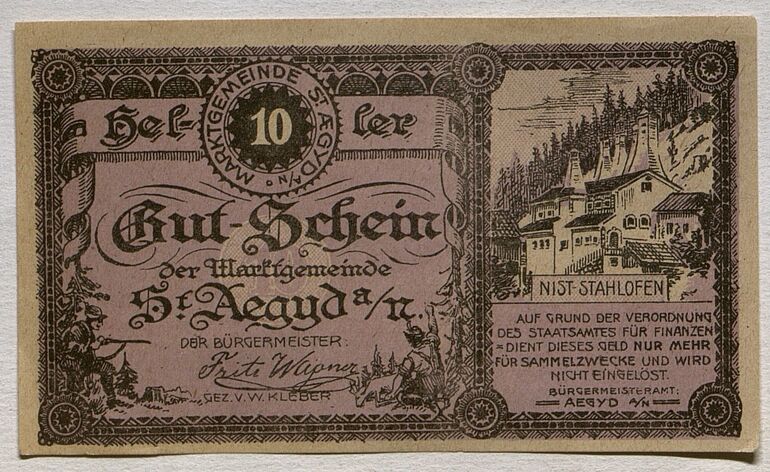 MARKTGEMEINDE ST AEGYD A/N
Hel- 10 ler
Gut-Schein
der Marktgemeinde
St Aegyd a/n.
DER BÜRGERMEISTER:
Fritz Wagner
GEZ. V. W. KLEBER
NIST-STAHLOFEN
AUF GRUND DER VERORDNUNG
DES STAATSAMTES FÜR FINANZEN
DIENT DIESES GELD NUR MEHR
FÜR SAMMELZWECKE UND WIRD
NICHT EINGELÖST.
BÜRGERMEISTERAMT:
AEGYD A/N